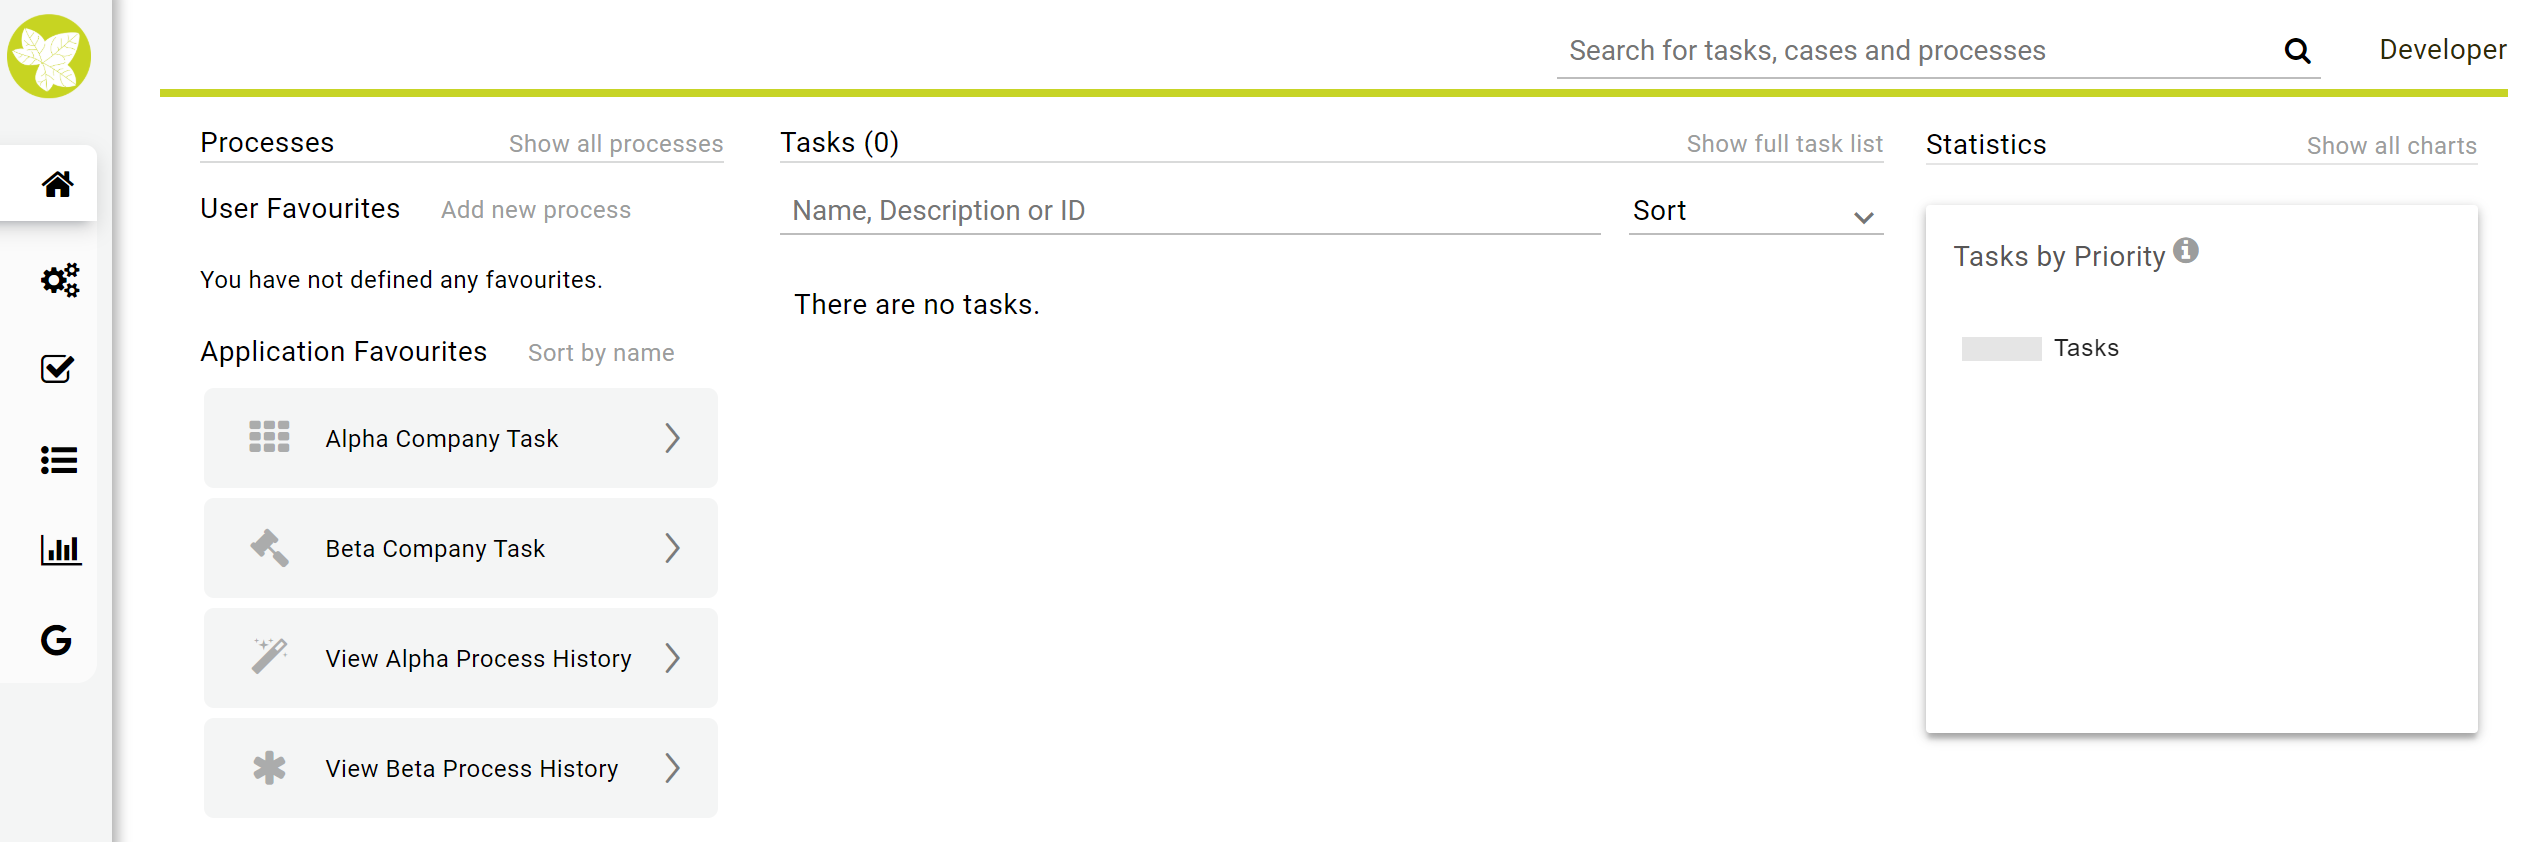 Search for tasks, cases and processes
Developer
Processes
Show all processes
User Favourites
Add new process
You have not defined any favourites.
Application Favourites
Sort by name
Alpha Company Task
Beta Company Task
View Alpha Process History
View Beta Process History
Tasks (0)
Show full task list
Name, Description or ID
Sort
There are no tasks.
Statistics
Show all charts
Tasks by Priority
Tasks